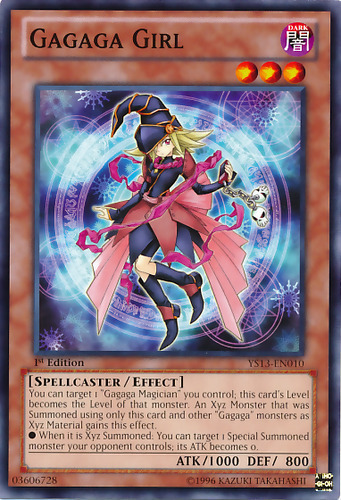 GAGAGA GIRL
DARK
闇
1st Edition
YS13-EN010
[SPELLCASTER / EFFECT]
You can target 1 "Gagaga Magician" you control; this card's Level
becomes the Level of that monster. An Xyz Monster that was
Summoned using only this card and other "Gagaga" monsters as
Xyz Material gains this effect.
● When it is Xyz Summoned: You can target 1 Special Summoned
monster your opponent controls; its ATK becomes 0.
ATK/1000 DEF/ 800
03606728
©1996 KAZUKI TAKAHASHI